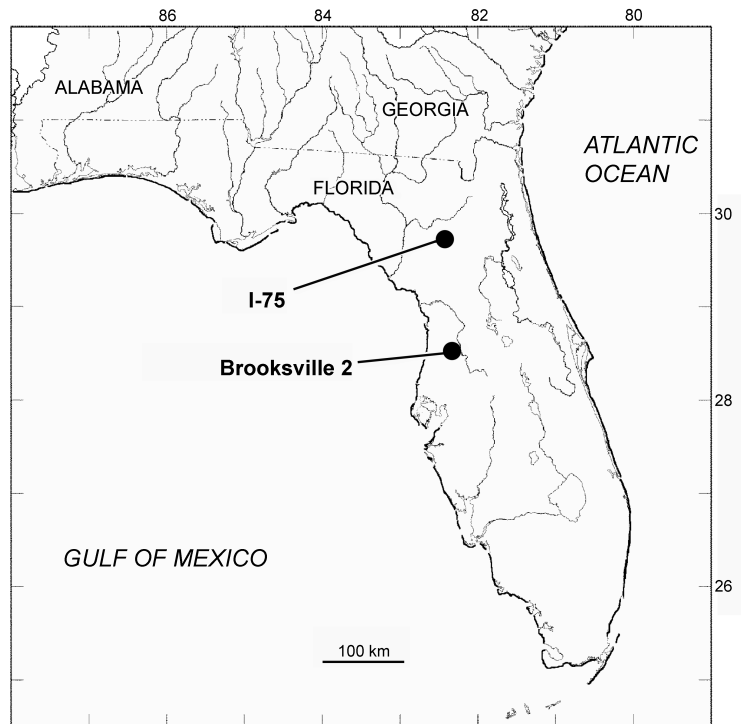 86 84 82 80
ALABAMA
GEORGIA
ATLANTIC
OCEAN
FLORIDA
30
I-75
Brooksville 2
28
GULF OF MEXICO
26
100 km